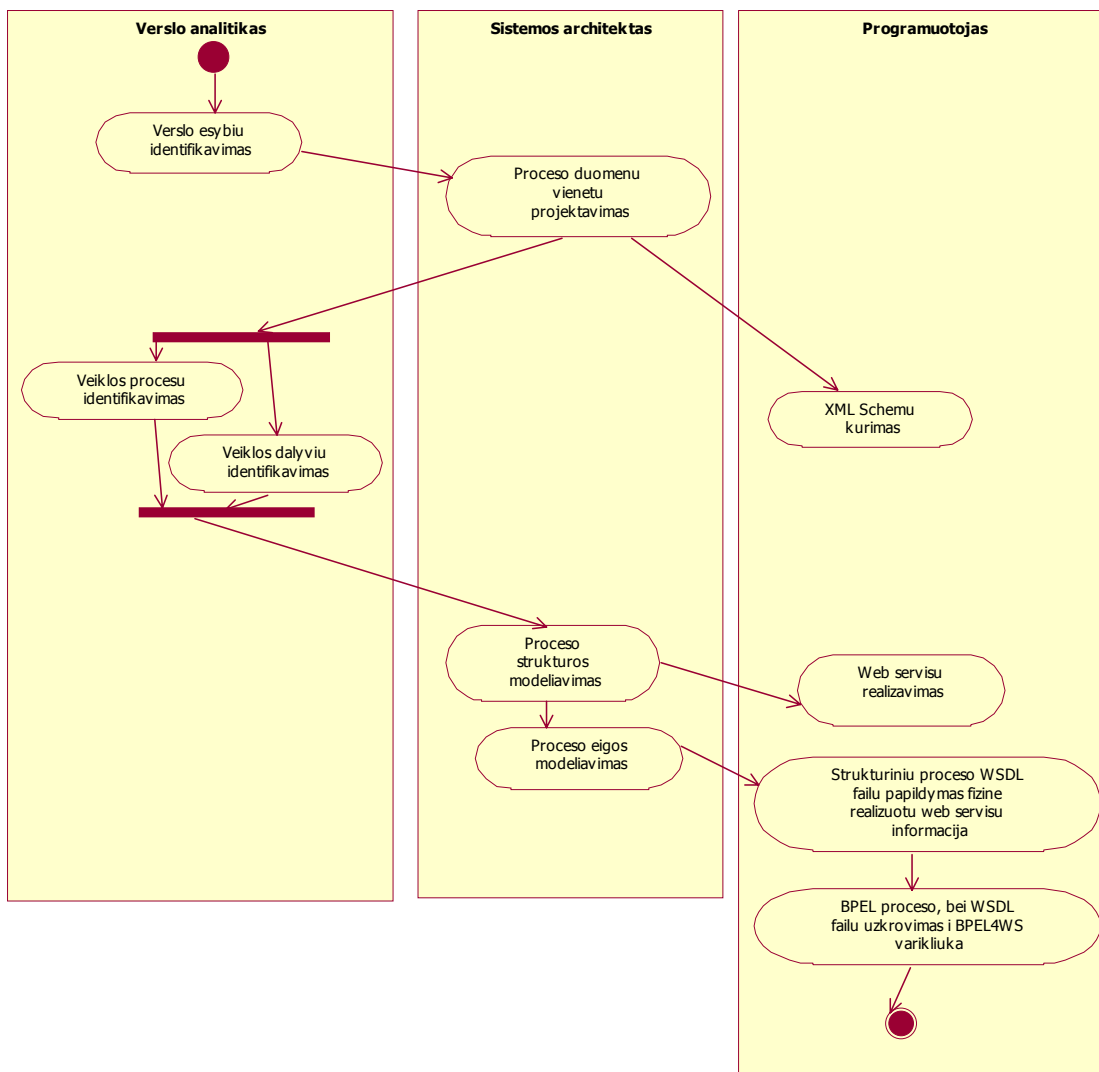 Verslo analitikas
Sistemos architektas
Programuotojas
Verslo esybiu
identifikavimas
Proceso duomenu
vienetu
projektavimas
Veiklos procesu
identifikavimas
XML Schemu
kurimas
Veiklos dalyviu
identifikavimas
Proceso
strukturos
modeliavimas
Web servisu
realizavimas
Proceso eigos
modeliavimas
Strukturiniu proceso WSDL
failu papildymas fizine
realizuotu web servisu
informacija
BPEL proceso, bei WSDL
failu uzkrovimas i BPEL4WS
varikliuka